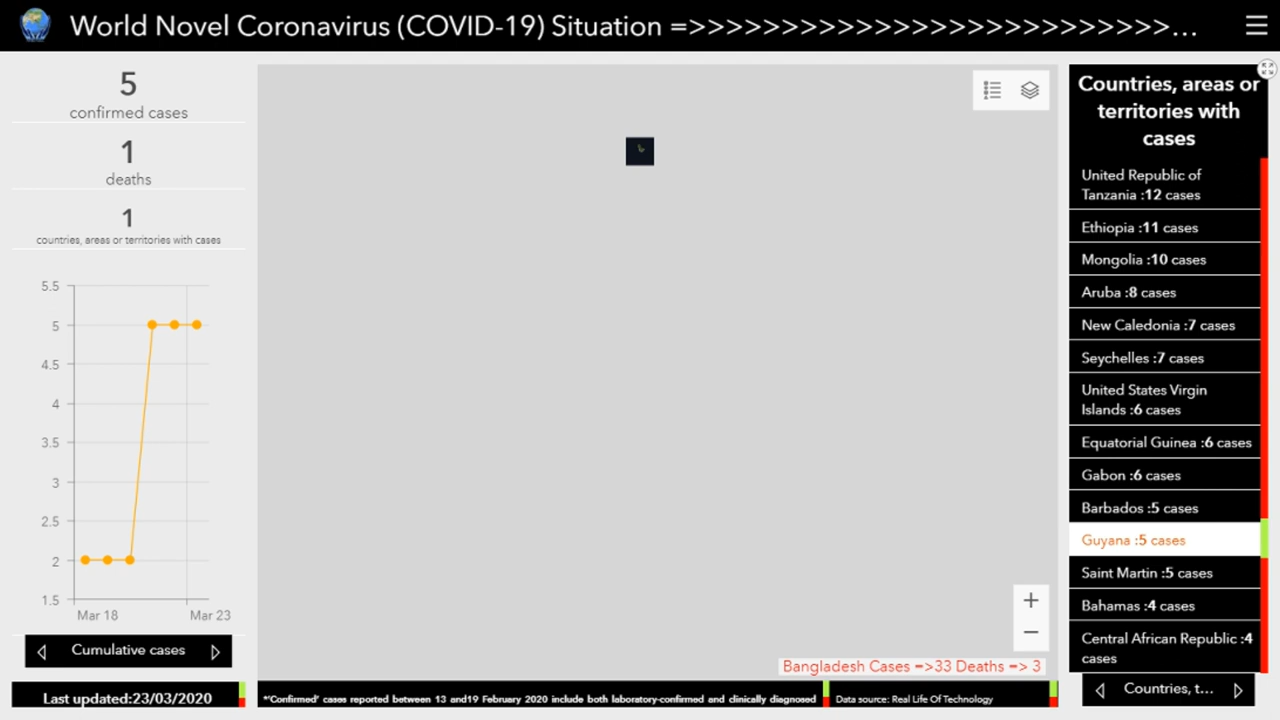 World Novel Coronavirus (COVID-19) Situation =>>>>>>>>>>>>>>>>>>>>>>>>>>...
5
confirmed cases
1
deaths
1
countries, areas or territories with cases
5.5
5
4.5
4
3.5
3
2.5
2
1.5
Mar 18
Mar 23
Cumulative cases
Last updated:23/03/2020
Bangladesh Cases =>33 Deaths => 3
*'Confirmed' cases reported between 13 and19 February 2020 include both laboratory-confirmed and clinically diagnosed
Data source: Real Life Of Technology
Countries, areas or
territories with
cases
United Republic of
Tanzania :12 cases
Ethiopia :11 cases
Mongolia :10 cases
Aruba :8 cases
New Caledonia :7 cases
Seychelles :7 cases
United States Virgin
Islands :6 cases
Equatorial Guinea :6 cases
Gabon :6 cases
Barbados :5 cases
Guyana :5 cases
Saint Martin :5 cases
Bahamas :4 cases
Central African Republic :4
cases
Countries, t...